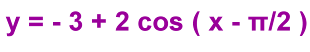 y = - 3 + 2 cos ( x - π/2 )